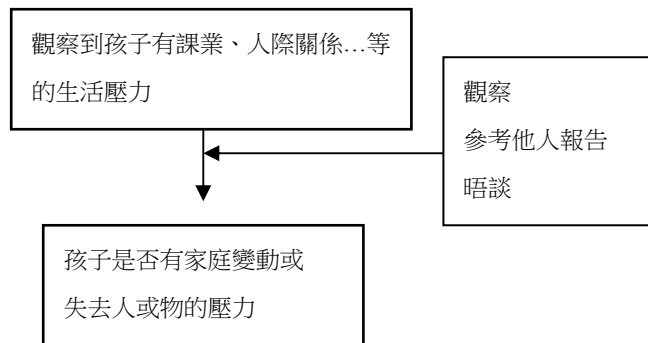 觀察到孩子有課業、人際關係…等
的生活壓力
觀察
參考他人報告
晤談
孩子是否有家庭變動或
失去人或物的壓力